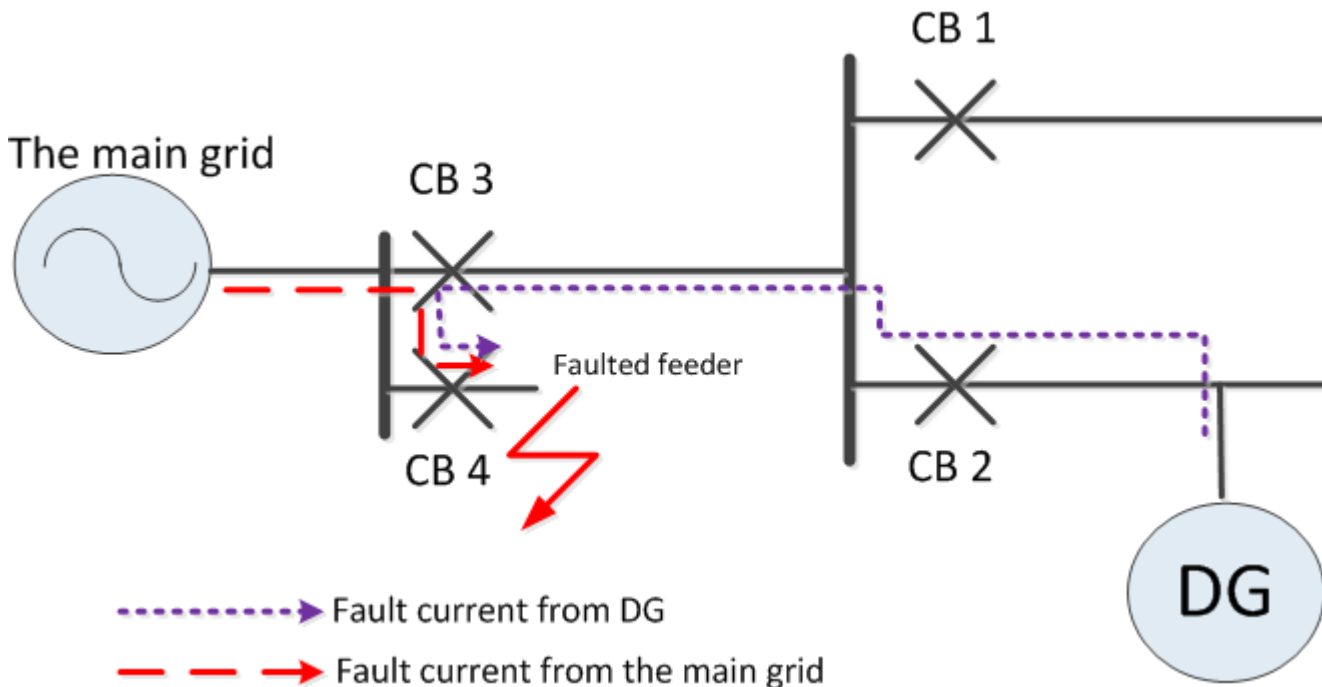 CB 1
The main grid
CB 3
Faulted feeder
CB 4
CB 2
DG
Fault current from DG
Fault current from the main grid